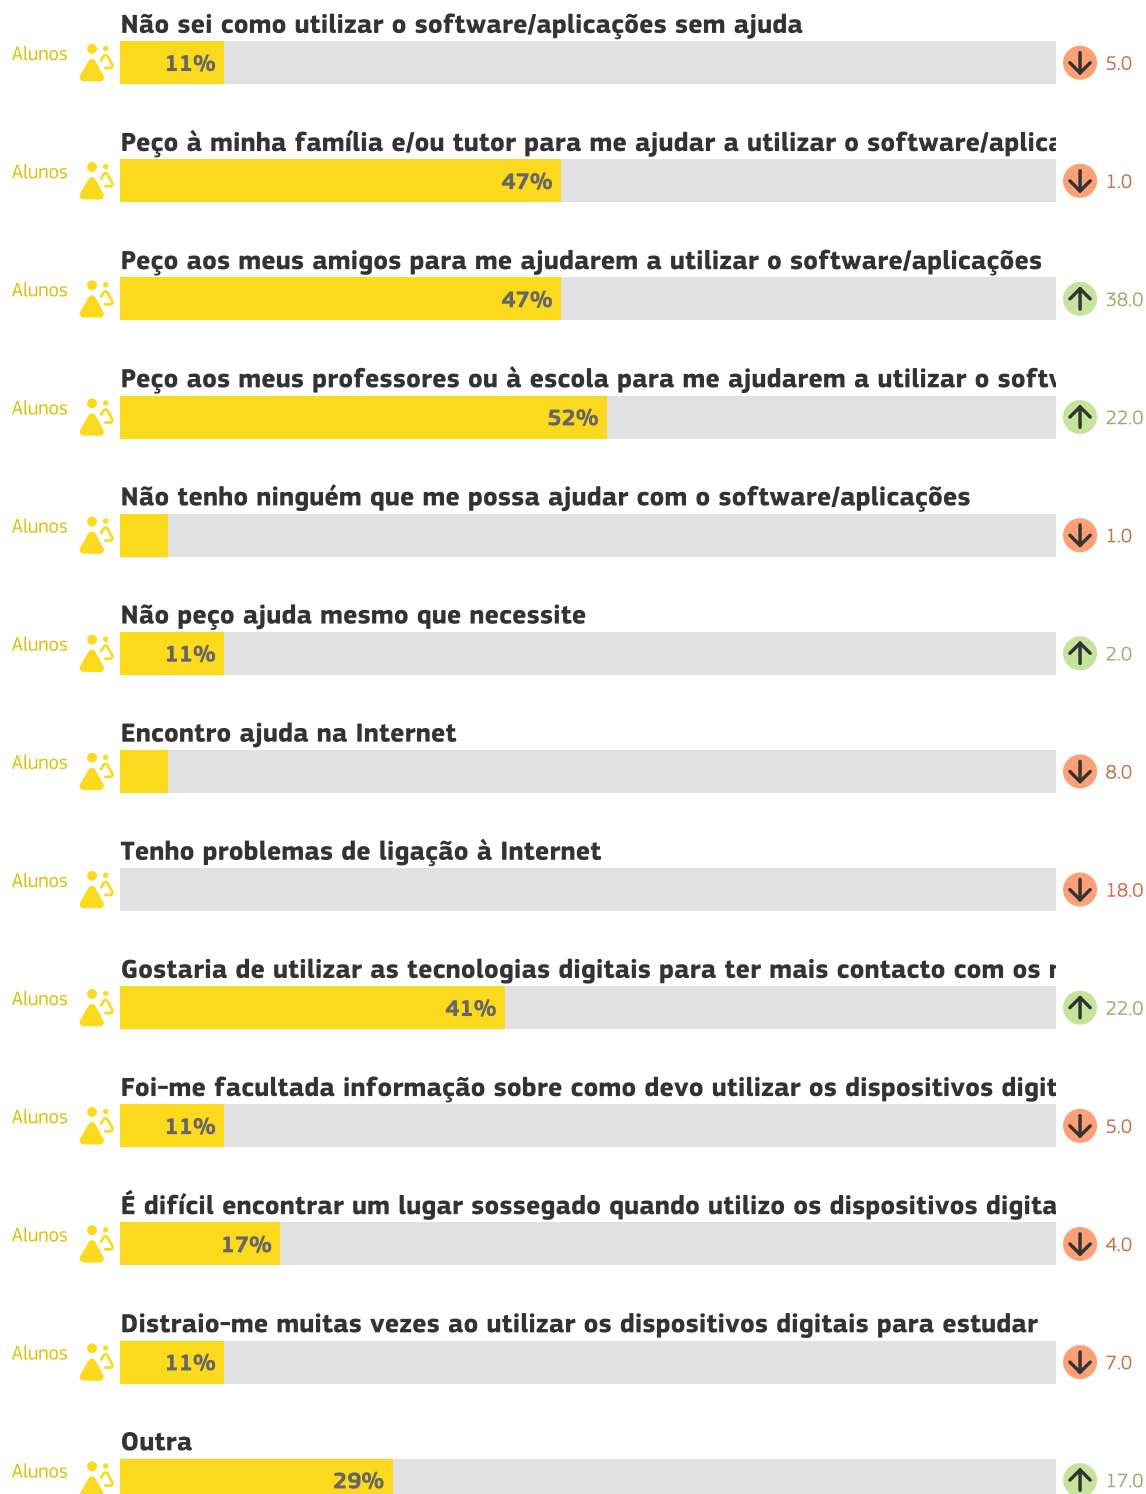 Não sei como utilizar o software/aplicações sem ajuda
Alunos 11% 5.0
Peço à minha família e/ou tutor para me ajudar a utilizar o software/aplica
Alunos 47% 1.0
Peço aos meus amigos para me ajudarem a utilizar o software/aplicações
Alunos 47% 38.0
Peço aos meus professores ou à escola para me ajudarem a utilizar o soft
Alunos 52% 22.0
Não tenho ninguém que me possa ajudar com o software/aplicações
Alunos 1.0
Não peço ajuda mesmo que necessite
Alunos 11% 2.0
Encontro ajuda na Internet
Alunos 8.0
Tenho problemas de ligação à Internet
Alunos 18.0
Gostaria de utilizar as tecnologias digitais para ter mais contacto com os
Alunos 41% 22.0
Foi-me facultada informação sobre como devo utilizar os dispositivos digit
Alunos 11% 5.0
É difícil encontrar um lugar sossegado quando utilizo os dispositivos digita
Alunos 17% 4.0
Distraio-me muitas vezes ao utilizar os dispositivos digitais para estudar
Alunos 11% 7.0
Outra
Alunos 29% 17.0